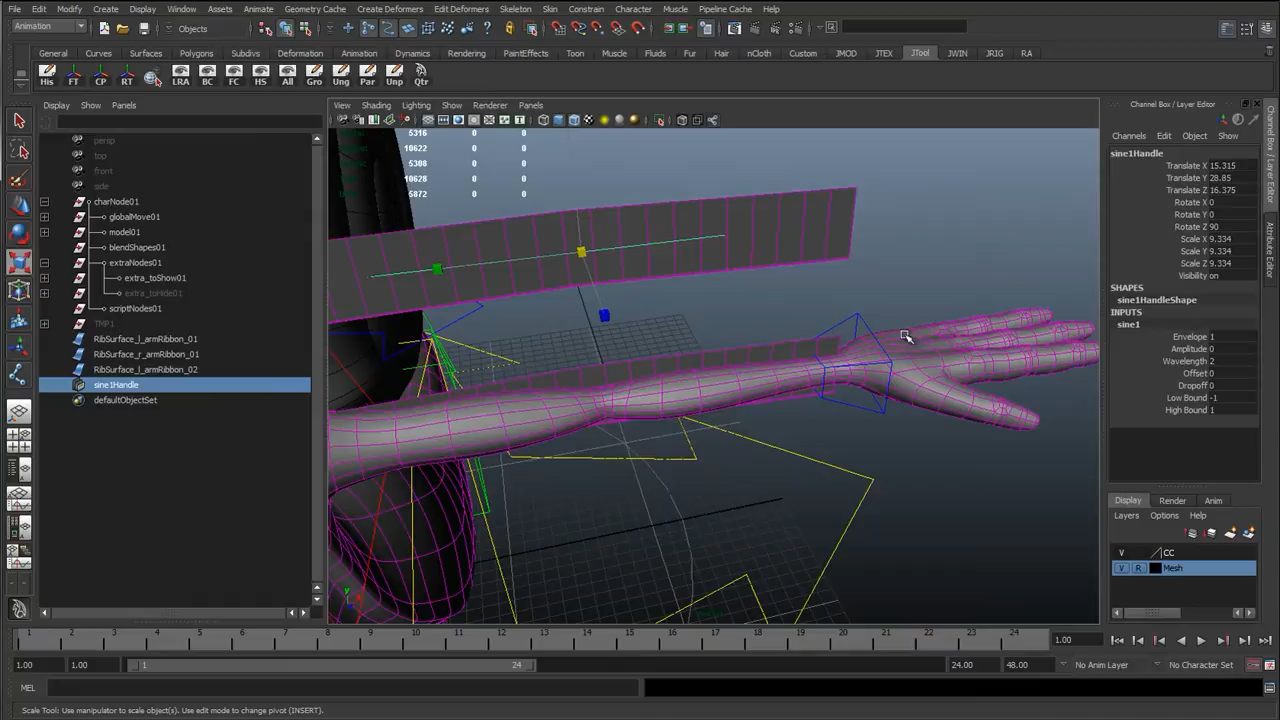 File Edit Modify Create Display Window Assets Animate Geometry Cache Create Deformers Edit Deformers Skeleton Skin Constrain Character Muscle Pipeline Cache Help
Animation Objects
General Curves Surfaces Polygons Subdivs Deformation Animation Dynamics Rendering PaintEffects Toon Muscle Fluids Fur Hair nCloth Custom JMOD JTEX JTool JWIN JRIG RA
His FT CP RT LRA BC FC HS All Gro Ung Par Unp Qtr
Display Show Panels
View Shading Lighting Show Renderer Panels
persp
top
front
side
charNode01
globalMove01
model01
blendShapes01
extraNodes01
extra_toShow01
extra_toHide01
scriptNodes01
TMP1
RibSurface_l_armRibbon_01
RibSurface_r_armRibbon_01
RibSurface_l_armRibbon_02
sine1Handle
defaultObjectSet
5316 0 0
10622 0 0
5308 0 0
10628 0 0
5872 0 0
y
Channel Box / Layer Editor
Channels Edit Object Show
sine1Handle
Translate X 15.315
Translate Y 28.85
Translate Z 16.375
Rotate X 0
Rotate Y 0
Rotate Z 90
Scale X 9.334
Scale Y 9.334
Scale Z 9.334
Visibility on
SHAPES
sine1HandleShape
INPUTS
sine1
Envelope 1
Amplitude 0
Wavelength 2
Offset 0
Dropoff 0
Low Bound -1
High Bound 1
Display Render Anim
Layers Options Help
V CC
V R Mesh
Channel Box / Layer Editor
Attribute Editor
1 2 3 4 5 6 7 8 9 10 11 12 13 14 15 16 17 18 19 20 21 22 23 24 1.00
1.00 1.00 1 24 24.00 48.00 No Anim Layer No Character Set
MEL
Scale Tool: Use manipulator to scale object(s). Use edit mode to change pivot (INSERT).